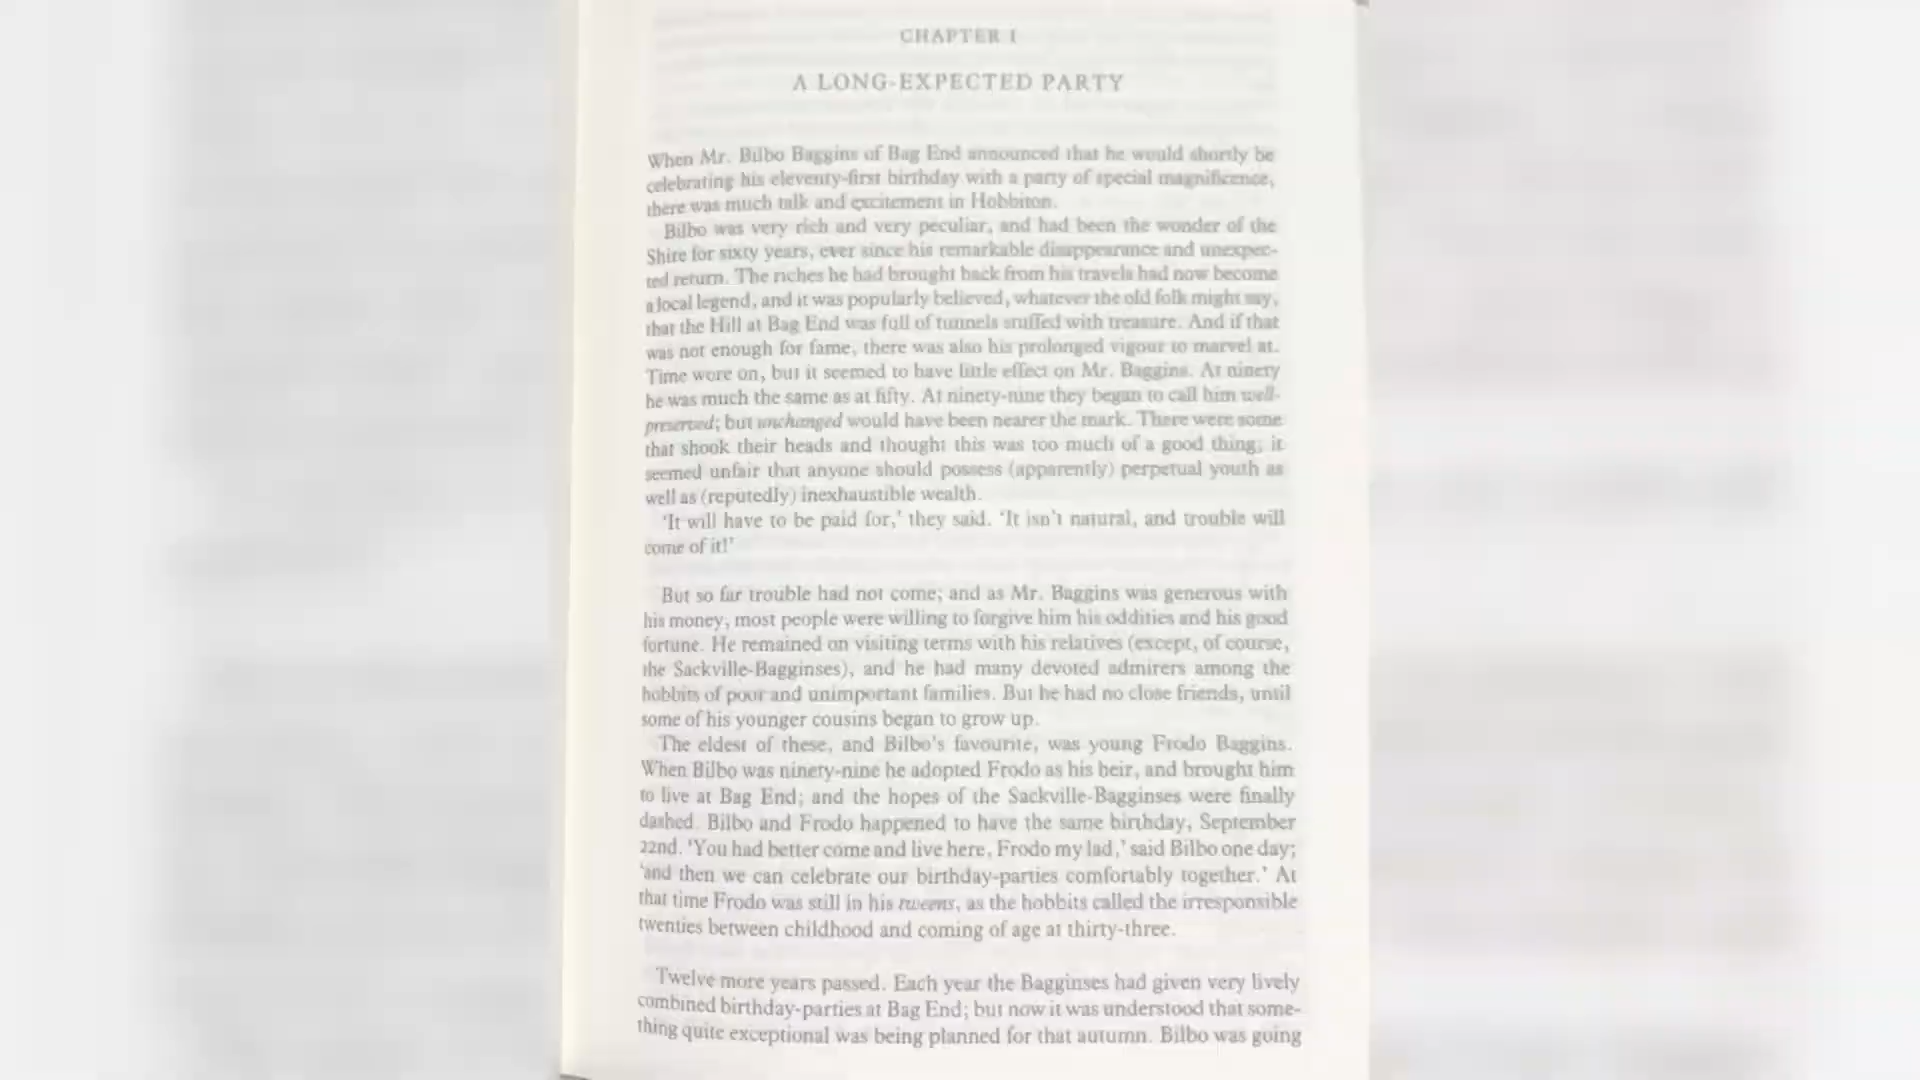 CHAPTER I
A LONG-EXPECTED PARTY
When Mr. Bilbo Baggins of Bag End announced that he would shortly be
celebrating his eleventy-first birthday with a party of special magnificence,
there was much talk and excitement in Hobbiton.
Bilbo was very rich and very peculiar, and had been the wonder of the
Shire for sixty years, ever since his remarkable disappearance and unexpec-
ted return. The riches he had brought back from his travels had now become
a local legend, and it was popularly believed, whatever the old folk might say,
that the Hill at Bag End was full of tunnels stuffed with treasure. And if that
was not enough for fame, there was also his prolonged vigour to marvel at.
Time wore on, but it seemed to have little effect on Mr. Baggins. At ninety
he was much the same as at fifty. At ninety-nine they began to call him well-
preserved; but unchanged would have been nearer the mark. There were some
that shook their heads and thought this was too much of a good thing; it
seemed unfair that anyone should possess (apparently) perpetual youth as
well as (reputedly) inexhaustible wealth.
'It will have to be paid for,' they said. 'It isn't natural, and trouble will
come of it!'
But so far trouble had not come; and as Mr. Baggins was generous with
his money, most people were willing to forgive him his oddities and his good
fortune. He remained on visiting terms with his relatives (except, of course,
the Sackville-Bagginses), and he had many devoted admirers among the
hobbits of poor and unimportant families. But he had no close friends, until
some of his younger cousins began to grow up.
The eldest of these, and Bilbo's favourite, was young Frodo Baggins.
When Bilbo was ninety-nine he adopted Frodo as his heir, and brought him
to live at Bag End; and the hopes of the Sackville-Bagginses were finally
dashed. Bilbo and Frodo happened to have the same birthday, September
22nd. 'You had better come and live here, Frodo my lad,' said Bilbo one day;
'and then we can celebrate our birthday-parties comfortably together.' At
that time Frodo was still in his tweens, as the hobbits called the irresponsible
twenties between childhood and coming of age at thirty-three.
Twelve more years passed. Each year the Bagginses had given very lively
combined birthday-parties at Bag End; but now it was understood that some-
thing quite exceptional was being planned for that autumn. Bilbo was going